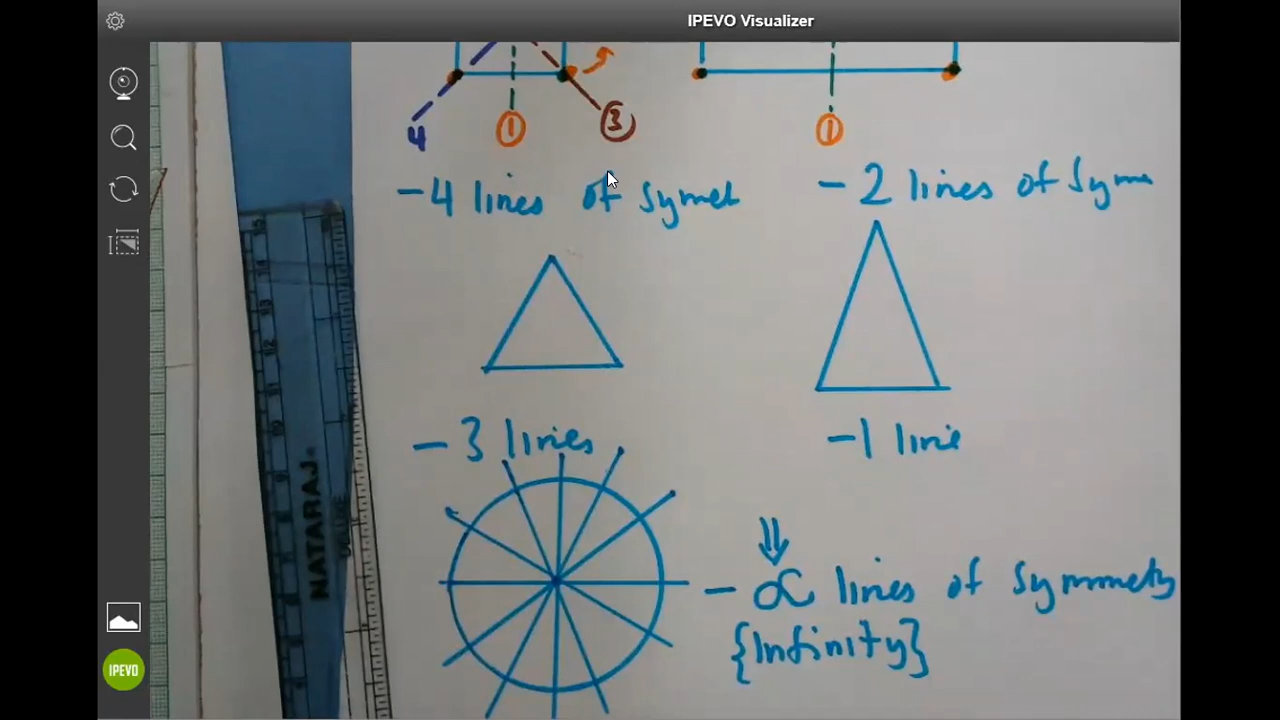 IPEVO Visualizer
4 1 3 1
-4 lines of Symet
- 2 lines of Sym
- 3 lines
-1 line
- ∝ lines of Symmety
{Infinity}
NATARAJ
IPEVO